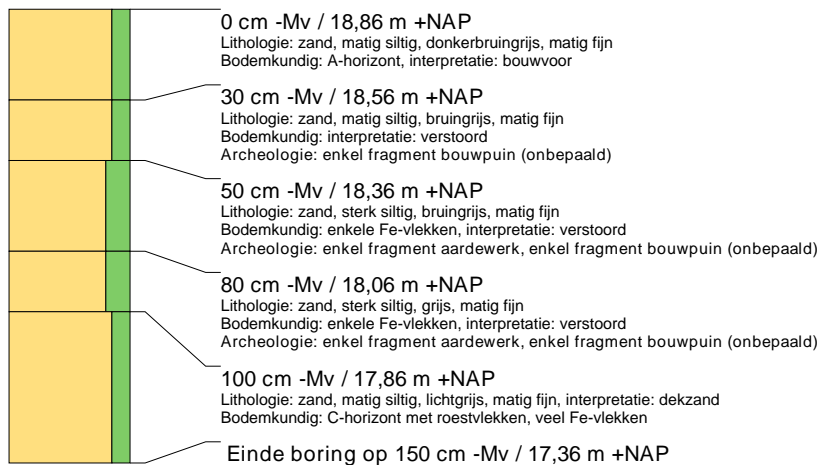 0 cm -Mv / 18,86 m +NAP
Lithologie: zand, matig siltig, donkerbruingrijs, matig fijn
Bodemkundig: A-horizont, interpretatie: bouwvoor
30 cm -Mv / 18,56 m +NAP
Lithologie: zand, matig siltig, bruingrijs, matig fijn
Bodemkundig: interpretatie: verstoord
Archeologie: enkel fragment bouwpuin (onbepaald)
50 cm -Mv / 18,36 m +NAP
Lithologie: zand, sterk siltig, bruingrijs, matig fijn
Bodemkundig: enkele Fe-vlekken, interpretatie: verstoord
Archeologie: enkel fragment aardewerk, enkel fragment bouwpuin (onbepaald)
80 cm -Mv / 18,06 m +NAP
Lithologie: zand, sterk siltig, grijs, matig fijn
Bodemkundig: enkele Fe-vlekken, interpretatie: verstoord
Archeologie: enkel fragment aardewerk, enkel fragment bouwpuin (onbepaald)
100 cm -Mv / 17,86 m +NAP
Lithologie: zand, matig siltig, lichtgrijs, matig fijn, interpretatie: dekzand
Bodemkundig: C-horizont met roestvlekken, veel Fe-vlekken
Einde boring op 150 cm -Mv / 17,36 m +NAP